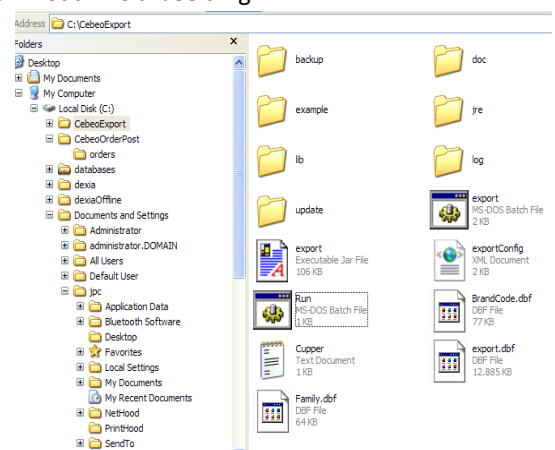 Address C:\CebeoExport
Folders x
Desktop
My Documents
My Computer
Local Disk (C:)
CebeoExport
CebeoOrderPost
orders
databases
dexia
dexiaOffline
Documents and Settings
Administrator
administrator.DOMAIN
All Users
Default User
jpc
Application Data
Bluetooth Software
Desktop
Favorites
Local Settings
My Documents
My Recent Documents
NetHood
PrintHood
SendTo
backup
doc
example
jre
lib
log
update
export
MS-DOS Batch File
2 KB
export
Executable Jar File
106 KB
exportConfig
XML Document
2 KB
Run
MS-DOS Batch File
1 KB
BrandCode.dbf
DBF File
77 KB
Cupper
Text Document
1 KB
export.dbf
DBF File
12.885 KB
Family.dbf
DBF File
64 KB